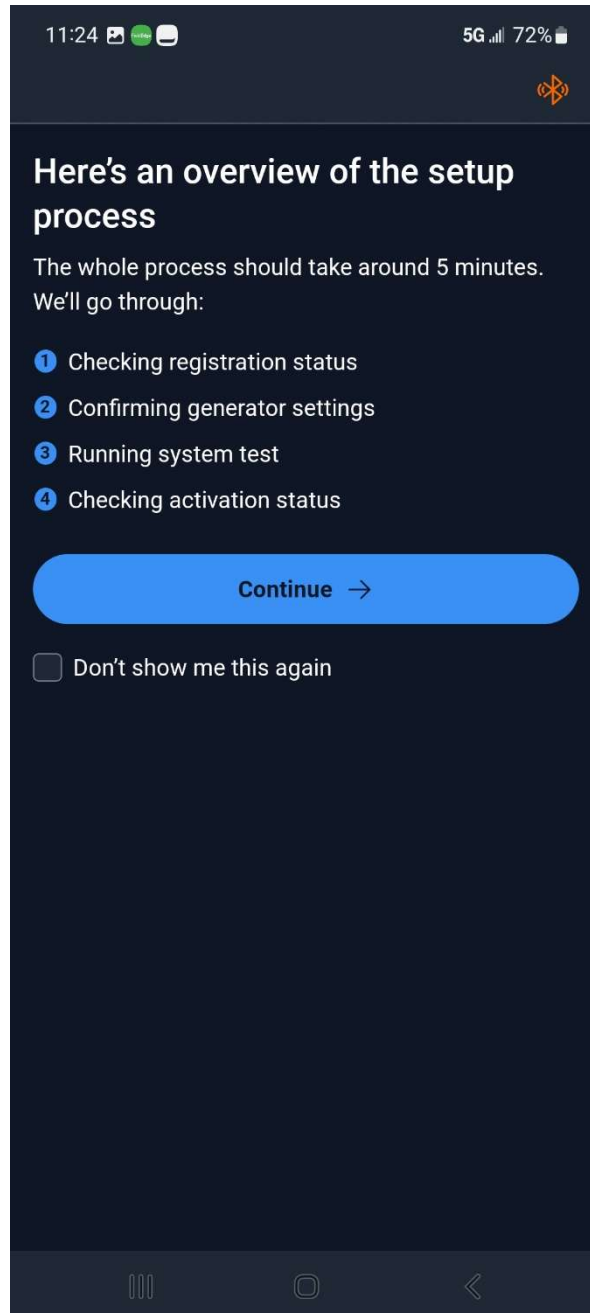 11:24
5G 72%
Here's an overview of the setup
process
The whole process should take around 5 minutes.
We'll go through:
1 Checking registration status
2 Confirming generator settings
3 Running system test
4 Checking activation status
Continue →
Don't show me this again